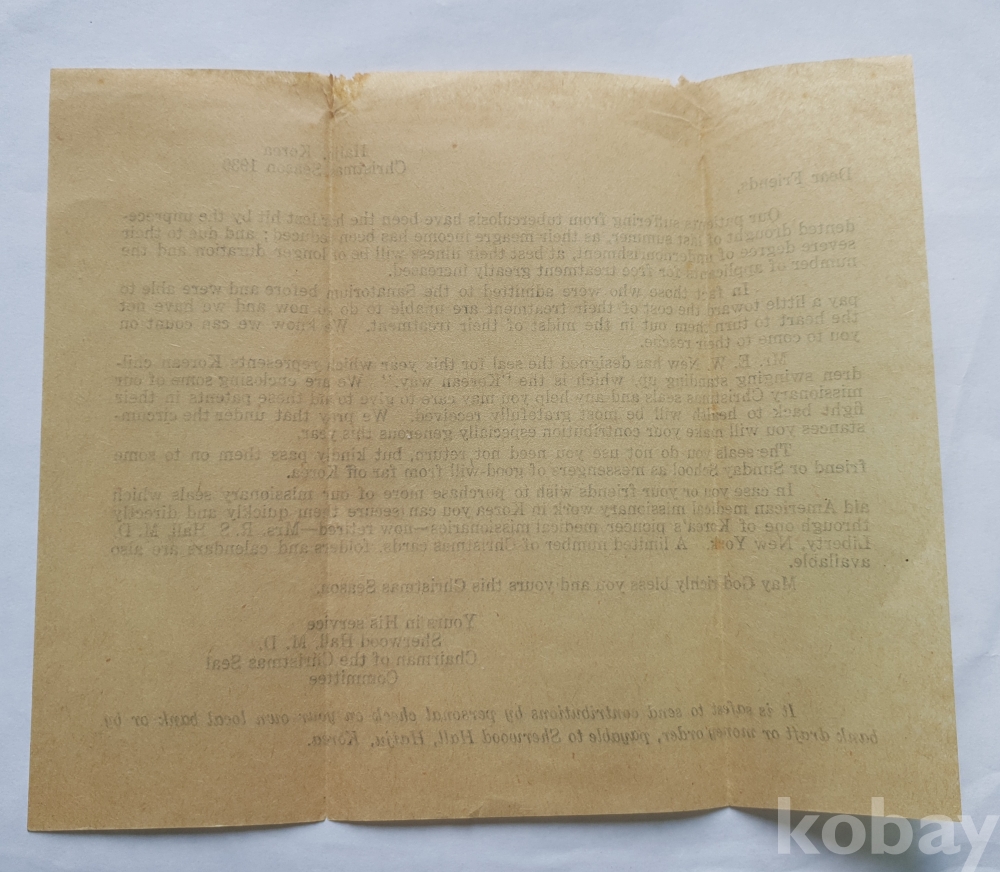 Haiju, Korea
Christmas Season 1939
Dear Friends,
Our patients suffering from tuberculosis have been the hardest hit by the unprece-
dented drought of last summer, as their meagre income has been reduced; and due to their
severe degree of undernourishment, at best their illness will be of longer duration and the
number of applicants for free treatment greatly increased.
In fact those who were admitted to the Sanatorium before and were able to
pay a little toward the cost of their treatment are unable to do so now and we have not
the heart to turn them out in the midst of their treatment. We know we can count on
you to come to their rescue.
Mr. E. W. New has designed the seal for this year which represents Korean chil-
dren swinging standing up, which is the "Korean way." We are enclosing some of our
missionary Christmas seals and any help you may care to give to aid these patents in their
fight back to health will be most gratefully received. We pray that under the circum-
stances you will make your contribution especially generous this year.
The seals you do not use you need not return, but kindly pass them on to some
friend or Sunday School as messengers of good-will from far off Korea.
In case you or your friends wish to purchase more of our missionary seals which
aid American medical missionary work in Korea you can secure them quickly and directly
through one of Korea's pioneer medical missionaries—now retired—Mrs. R. S. Hall, M. D.
Liberty, New York. A limited number of Christmas cards, folders and calendars are also
available.
May God richly bless you and yours this Christmas Season.
Yours in His service
Sherwood Hall, M. D.
Chairman of the Christmas Seal
Committee
It is safest to send contributions by personal check on your own local bank or by
bank draft or money order, payable to Sherwood Hall, Haiju, Korea.
kobay